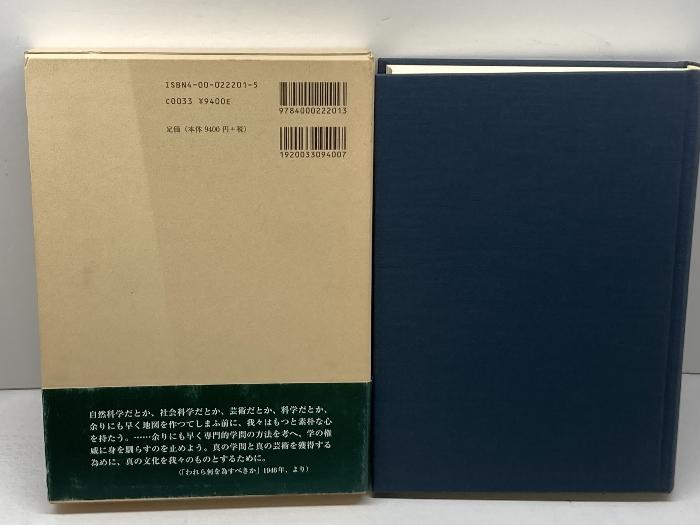 ISBN4-00-022201-5
C0033 ¥9400E
9784000222013
定価(本体 9400 円+税)
1920033094007
自然科学だとか、社会科学だとか、芸術だとか、科学だとか、
余りにも早く地図を作つてしまふ前に、我々はもつと素朴な心
を持たう。……余りにも早く専門的学問の方法を考へ、学の権
威に身を馴らすのを止めよう。真の学問と真の芸術を獲得する
為めに、真の文化を我々のものとするために。
(「われら何を為すべきか」1946年、より)